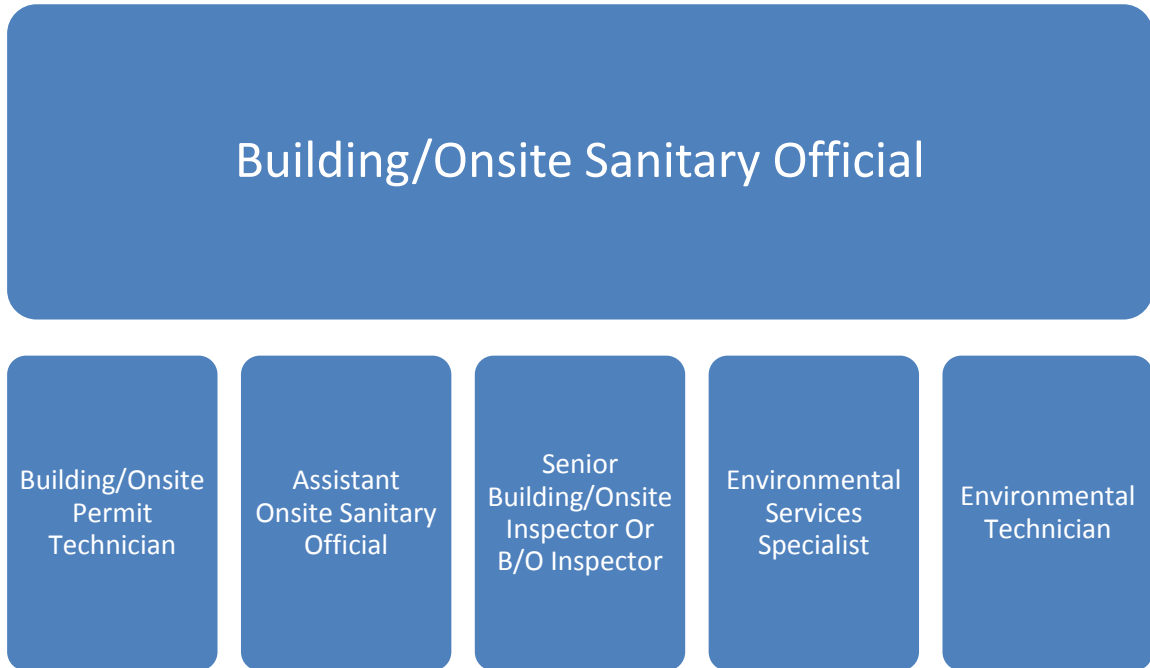 Building/Onsite Sanitary Official
Building/Onsite
Permit
Technician
Assistant
Onsite Sanitary
Official
Senior
Building/Onsite
Inspector Or
B/O Inspector
Environmental
Services
Specialist
Environmental
Technician